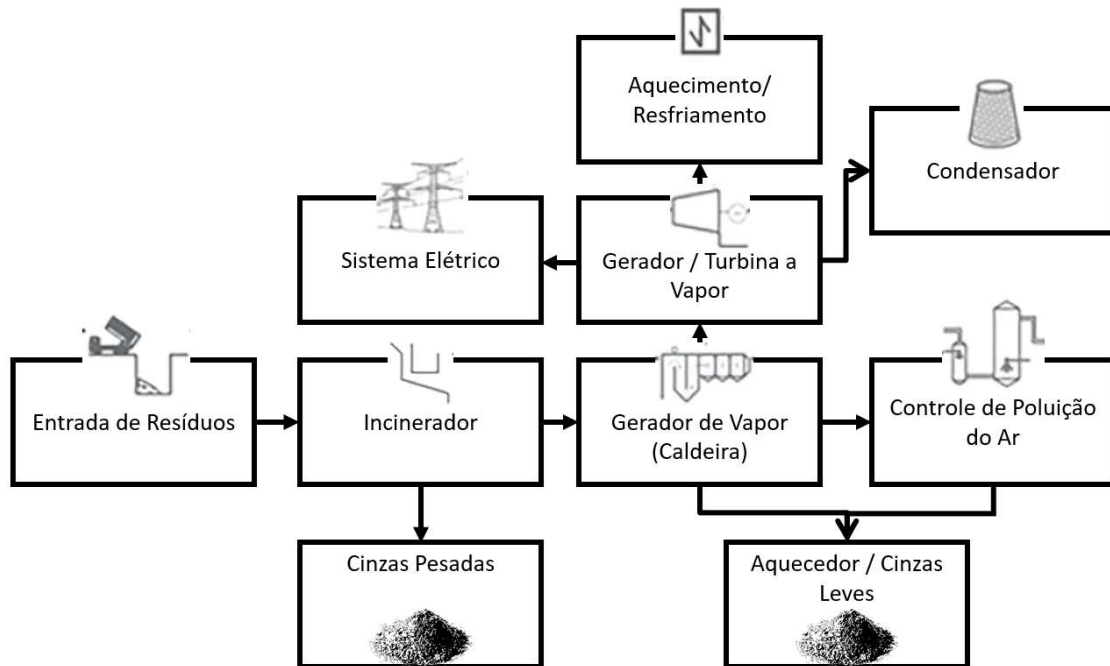 Aquecimento/
Resfriamento
Condensador
Sistema Elétrico
Gerador / Turbina a
Vapor
Entrada de Resíduos
Incinerador
Gerador de Vapor
(Caldeira)
Controle de Poluição
do Ar
Cinzas Pesadas
Aquecedor / Cinzas
Leves